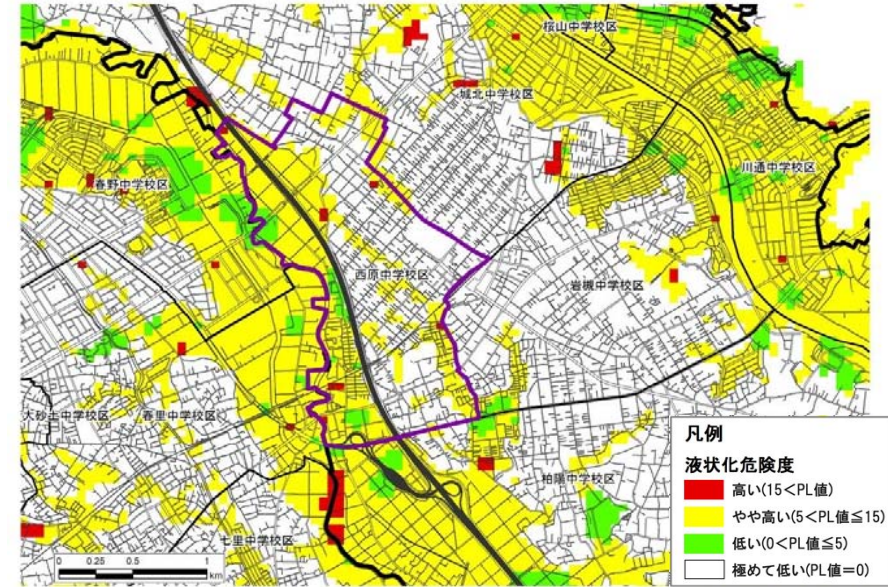 桜山中学校区
城北中学校区
川通中学校区
春野中学校区
西原中学校区
岩槻中学校区
大砂土中学校区
春里中学校区
柏陽中学校区
七里中学校区
0 0.25 0.5 1
km
凡例
液状化危険度
高い(15<PL値)
やや高い(5<PL値≦15)
低い(0<PL値≦5)
極めて低い(PL値=0)